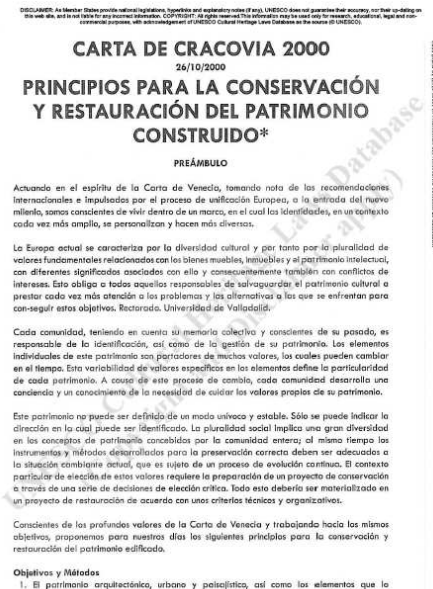 DISCLAIMER: As Member States provide national legislations, hyperlinks and explanatory notes (if any), UNESCO does not guarantee their accuracy, nor their up-dating on
this web site, and is not liable for any incorrect information. COPYRIGHT: All rights reserved. This information may be used only for research, educational, legal and non-
commercial purposes, with acknowledgement of UNESCO Cultural Heritage Laws Database as the source (© UNESCO).
CARTA DE CRACOVIA 2000
26/10/2000
PRINCIPIOS PARA LA CONSERVACIÓN
Y RESTAURACIÓN DEL PATRIMONIO
CONSTRUIDO*
PREÁMBULO
Actuando en el espíritu de la Carta de Venecia, tomando nota de las recomendaciones
internacionales e impulsados por el proceso de unificación Europea, a la entrada del nuevo
milenio, somos conscientes de vivir dentro de un marco, en el cual las identidades, en un contexto
cada vez más amplio, se personalizan y hacen más diversas.
La Europa actual se caracteriza por la diversidad cultural y por tanto por la pluralidad de
valores fundamentales relacionados con los bienes muebles, inmuebles y el patrimonio intelectual,
con diferentes significados asociados con ello y consecuentemente también con conflictos de
intereses. Esto obliga a todos aquellos responsables de salvaguardar el patrimonio cultural a
prestar cada vez más atención a los problemas y las alternativas a las que se enfrentan para
con-seguir estos objetivos. Rectorado. Universidad de Valladolid.
Cada comunidad, teniendo en cuenta su memoria colectiva y conscientes de su pasado, es
responsable de la identificación, así como de la gestión de su patrimonio. Los elementos
individuales de este patrimonio son portadores de muchos valores, los cuales pueden cambiar
en el tiempo. Esta variabilidad de valores específicos en los elementos define la particularidad
de cada patrimonio. A causa de este proceso de cambio, cada comunidad desarrolla una
conciencia y un conocimiento de la necesidad de cuidar los valores propios de su patrimonio.
Este patrimonio no puede ser definido de un modo unívoco y estable. Sólo se puede indicar la
dirección en la cual puede ser identificado. La pluralidad social implica una gran diversidad
en los conceptos de patrimonio concebidos por la comunidad entera; al mismo tiempo los
instrumentos y métodos desarrollados para la preservación correcta deben ser adecuados a
la situación cambiante actual, que es sujeto de un proceso de evolución continua. El contexto
particular de elección de estos valores requiere la preparación de un proyecto de conservación
a través de una serie de decisiones de elección crítica. Todo esto debería ser materializado en
un proyecto de restauración de acuerdo con unos criterios técnicos y organizativos.
Conscientes de los profundos valores de la Carta de Venecia y trabajando hacia los mismos
objetivos, proponemos para nuestros días los siguientes principios para la conservación y
restauración del patrimonio edificado.
Objetivos y Métodos
1. El patrimonio arquitectónico, urbano y paisajístico, así como los elementos que lo